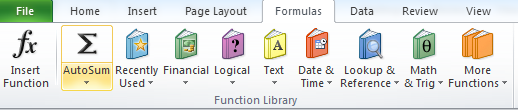 File Home Insert Page Layout Formulas Data Review View
fx Σ ? A θ
Insert Function AutoSum Recently Used Financial Logical Text Date & Time Lookup & Reference Math & Trig More Functions
Function Library